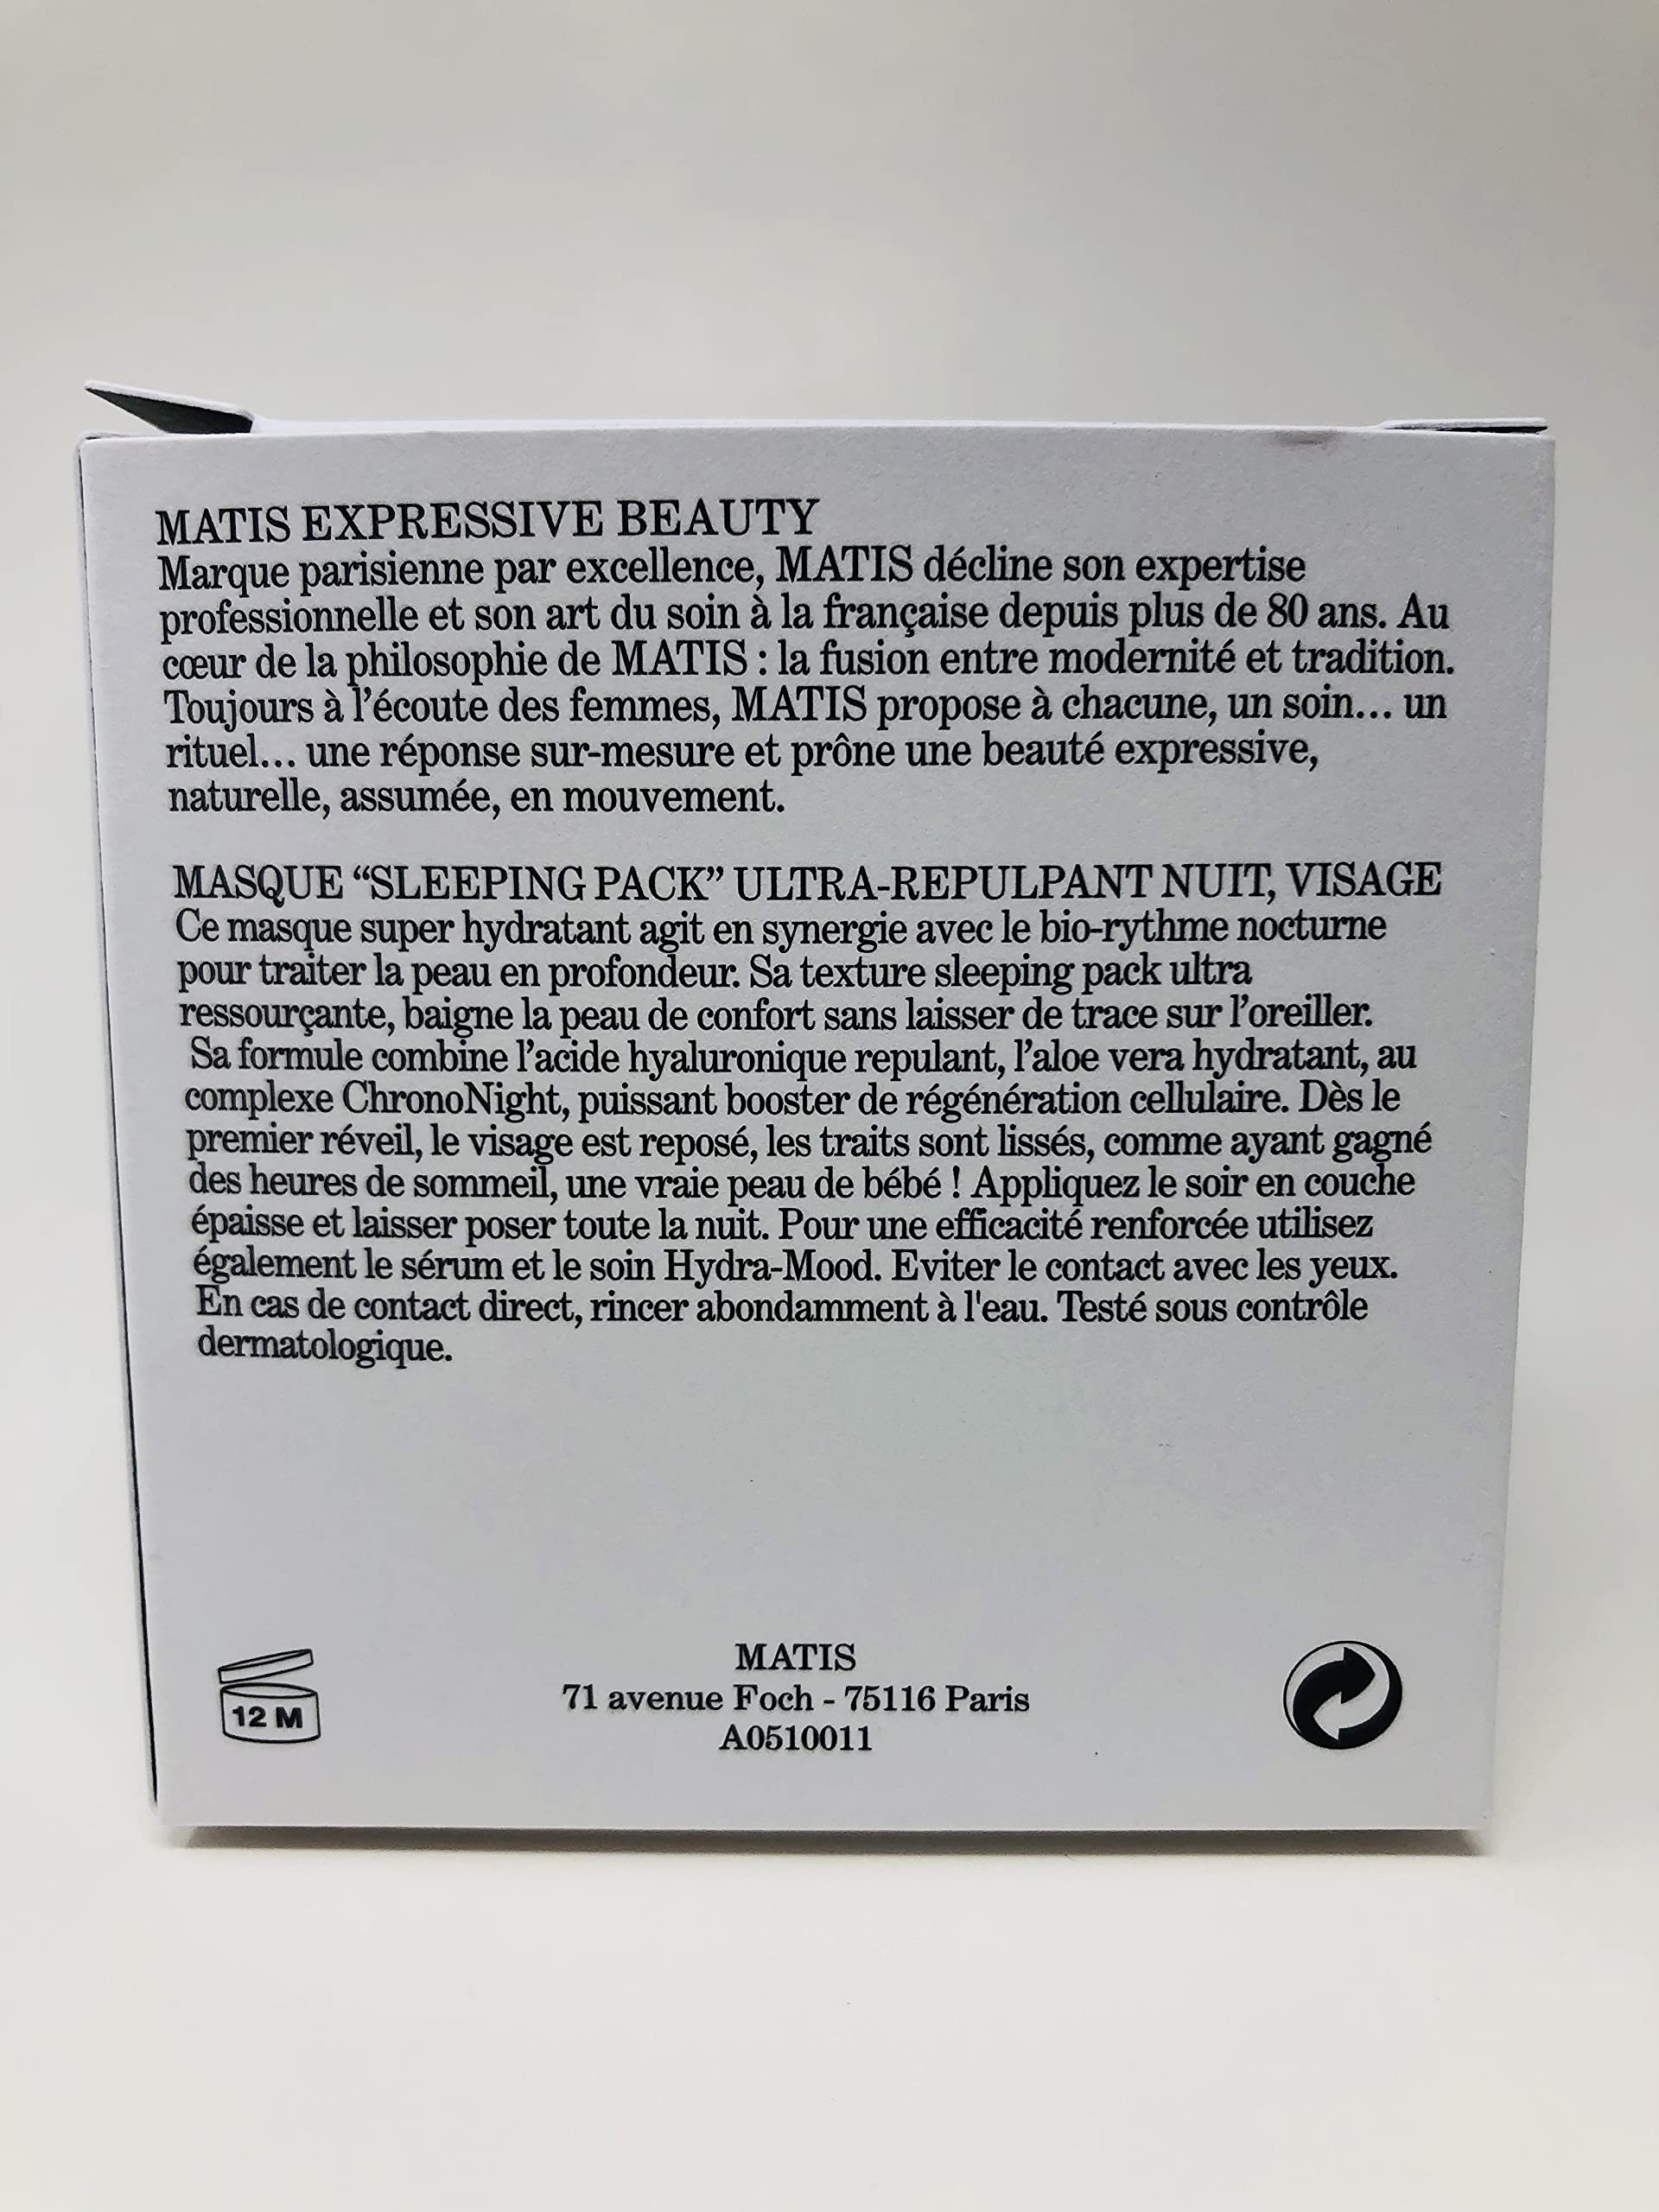 MATIS EXPRESSIVE BEAUTY
Marque parisienne par excellence, MATIS décline son expertise
professionnelle et son art du soin à la française depuis plus de 80 ans. Au
cœur de la philosophie de MATIS : la fusion entre modernité et tradition.
Toujours à l’écoute des femmes, MATIS propose à chacune, un soin... un
rituel... une réponse sur-mesure et prône une beauté expressive,
naturelle, assumée, en mouvement.
MASQUE “SLEEPING PACK” ULTRA-REPULPANT NUIT, VISAGE
Ce masque super hydratant agit en synergie avec le bio-rythme nocturne
pour traiter la peau en profondeur. Sa texture sleeping pack ultra
ressourçante, baigne la peau de confort sans laisser de trace sur l’oreiller.
Sa formule combine l’acide hyaluronique repulant, l’aloe vera hydratant, au
complexe ChronoNight, puissant booster de régénération cellulaire. Dès le
premier réveil, le visage est reposé, les traits sont lissés, comme ayant gagné
des heures de sommeil, une vraie peau de bébé ! Appliquez le soir en couche
épaisse et laisser poser toute la nuit. Pour une efficacité renforcée utilisez
également le sérum et le soin Hydra-Mood. Eviter le contact avec les yeux.
En cas de contact direct, rincer abondamment à l'eau. Testé sous contrôle
dermatologique.
12 M
MATIS
71 avenue Foch - 75116 Paris
A0510011